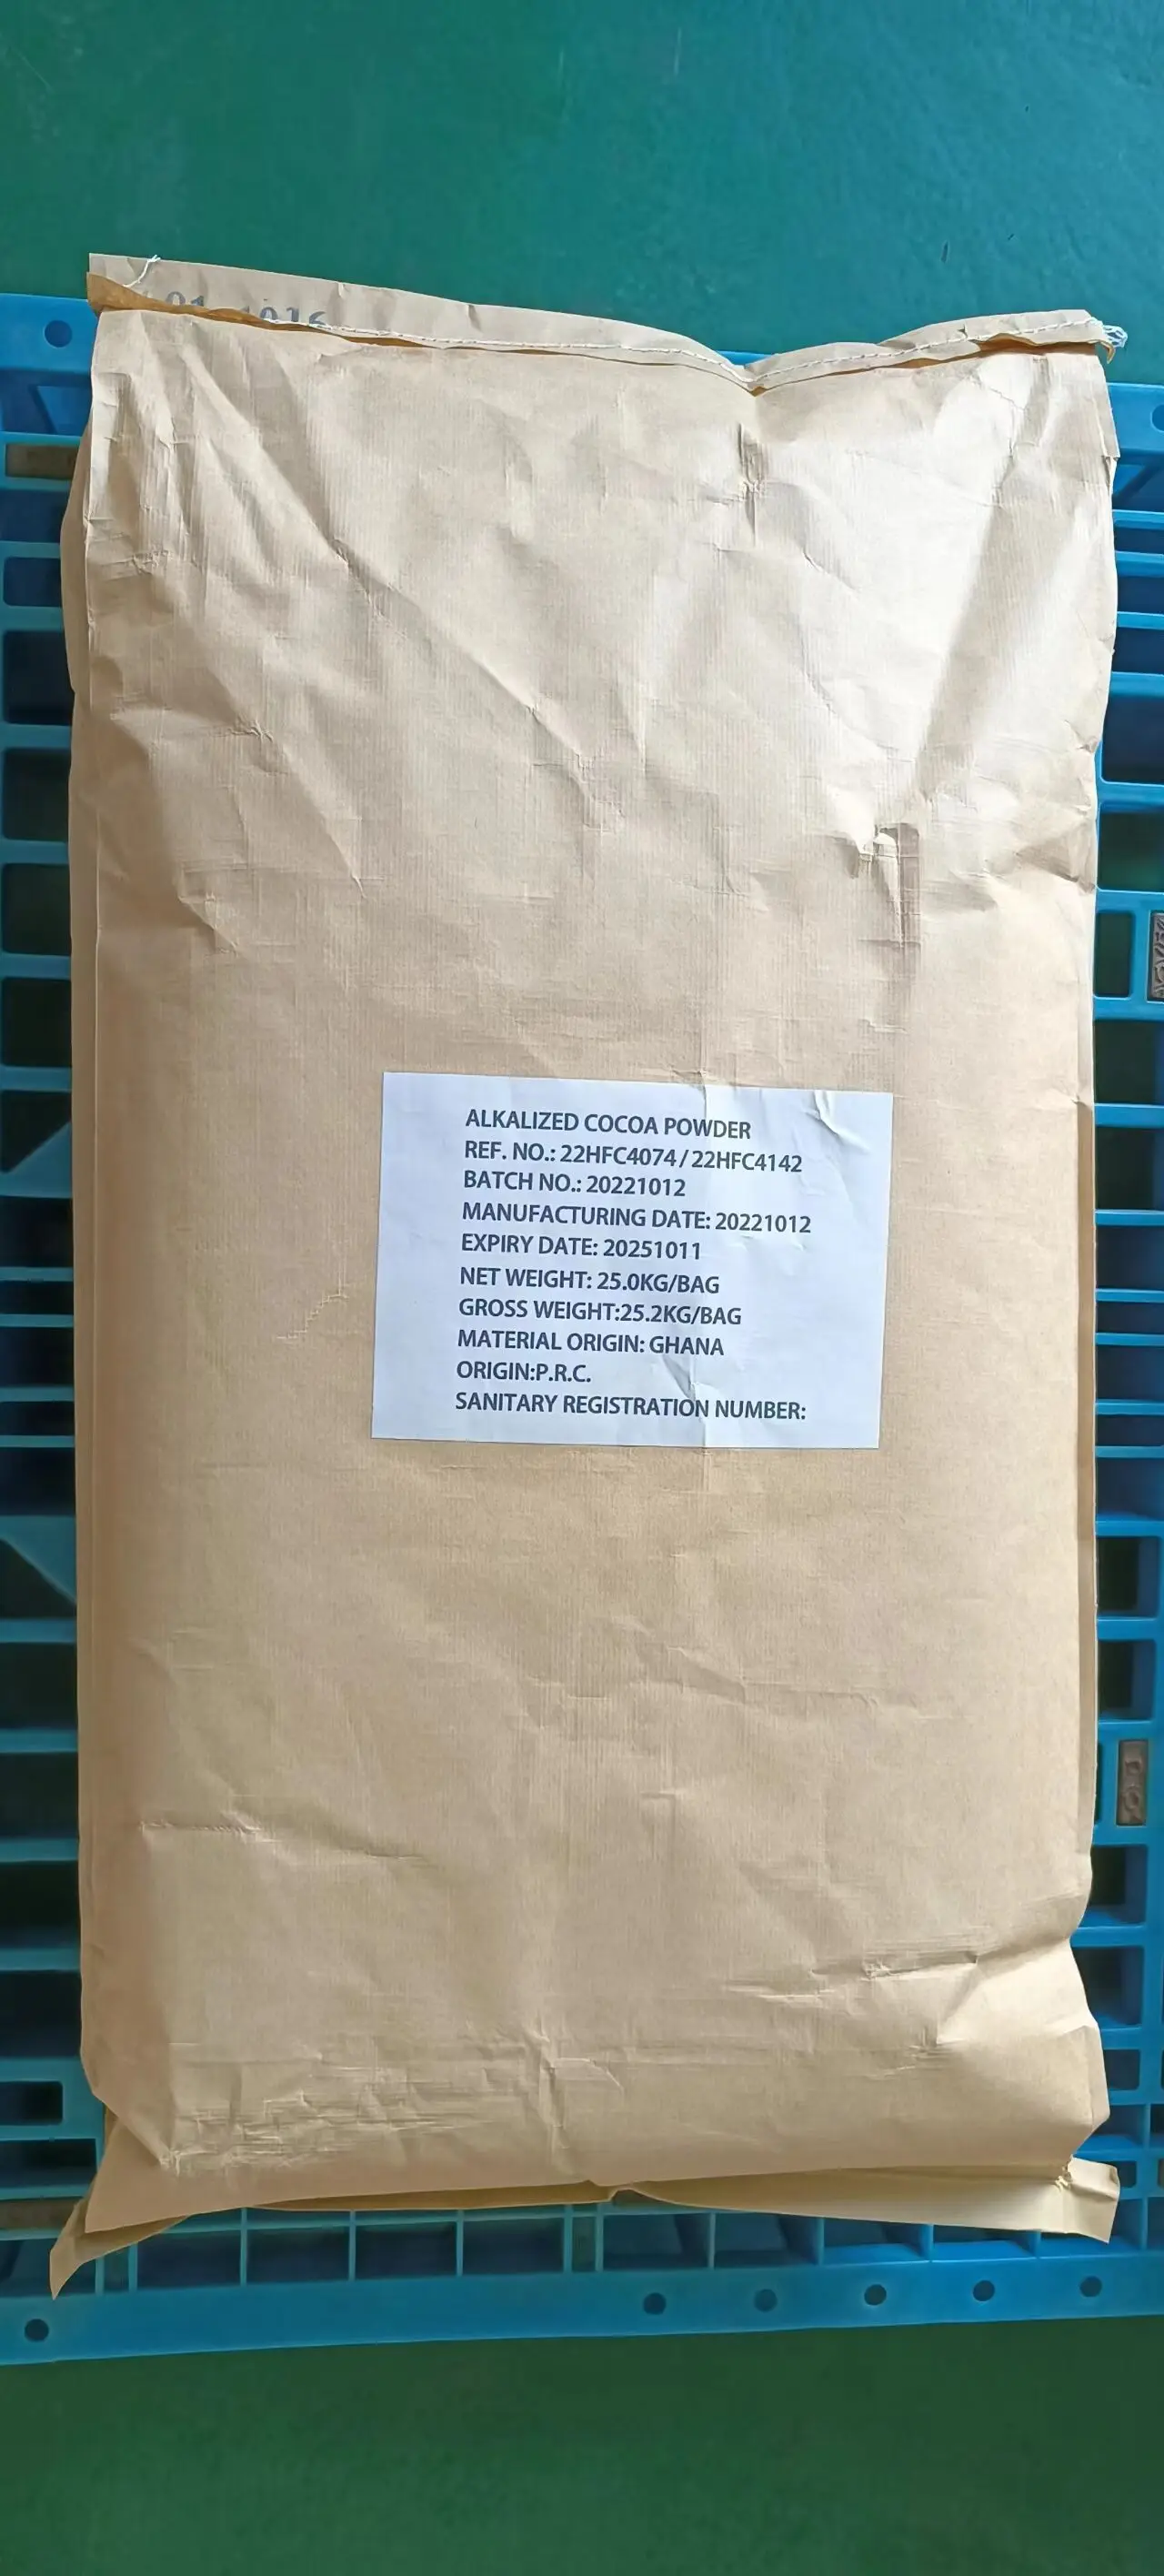 ALKALIZED COCOA POWDER
REF. NO.: 22HFC4074 / 22HFC4142
BATCH NO.: 20221012
MANUFACTURING DATE: 20221012
EXPIRY DATE: 20251011
NET WEIGHT: 25.0KG/BAG
GROSS WEIGHT:25.2KG/BAG
MATERIAL ORIGIN: GHANA
ORIGIN:P.R.C.
SANITARY REGISTRATION NUMBER: